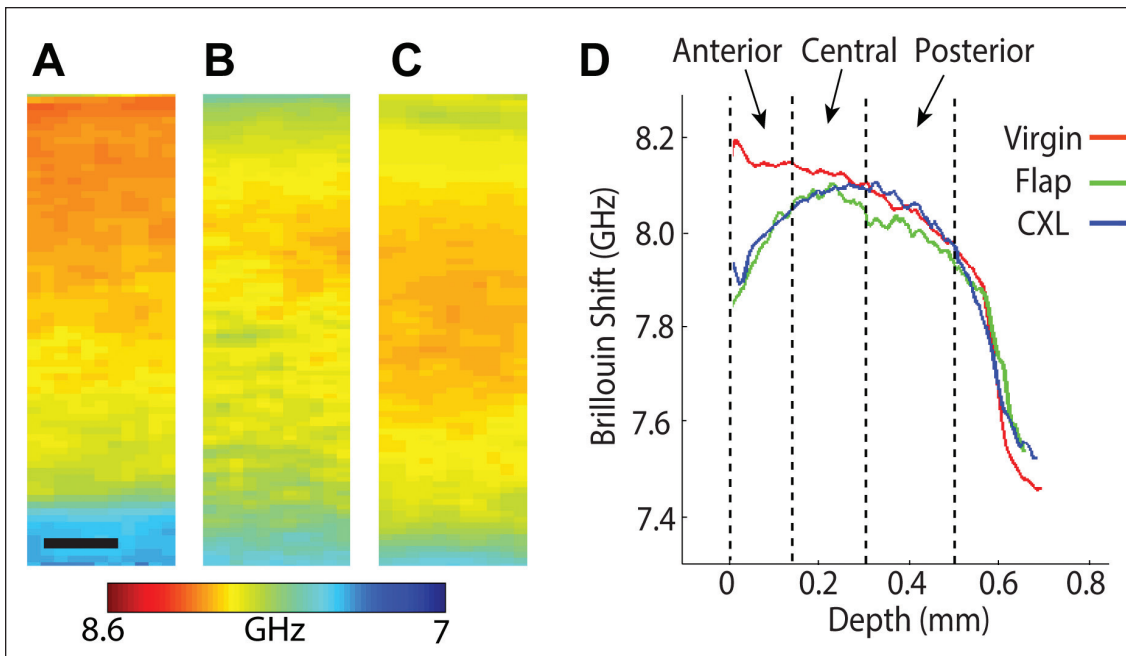 A
B
C
8.6
GHz
7
D
Anterior
Central
Posterior
8.2
8.0
7.8
7.6
7.4
Brillouin Shift (GHz)
Virgin
Flap
CXL
0
0.2
0.4
0.6
0.8
Depth (mm)